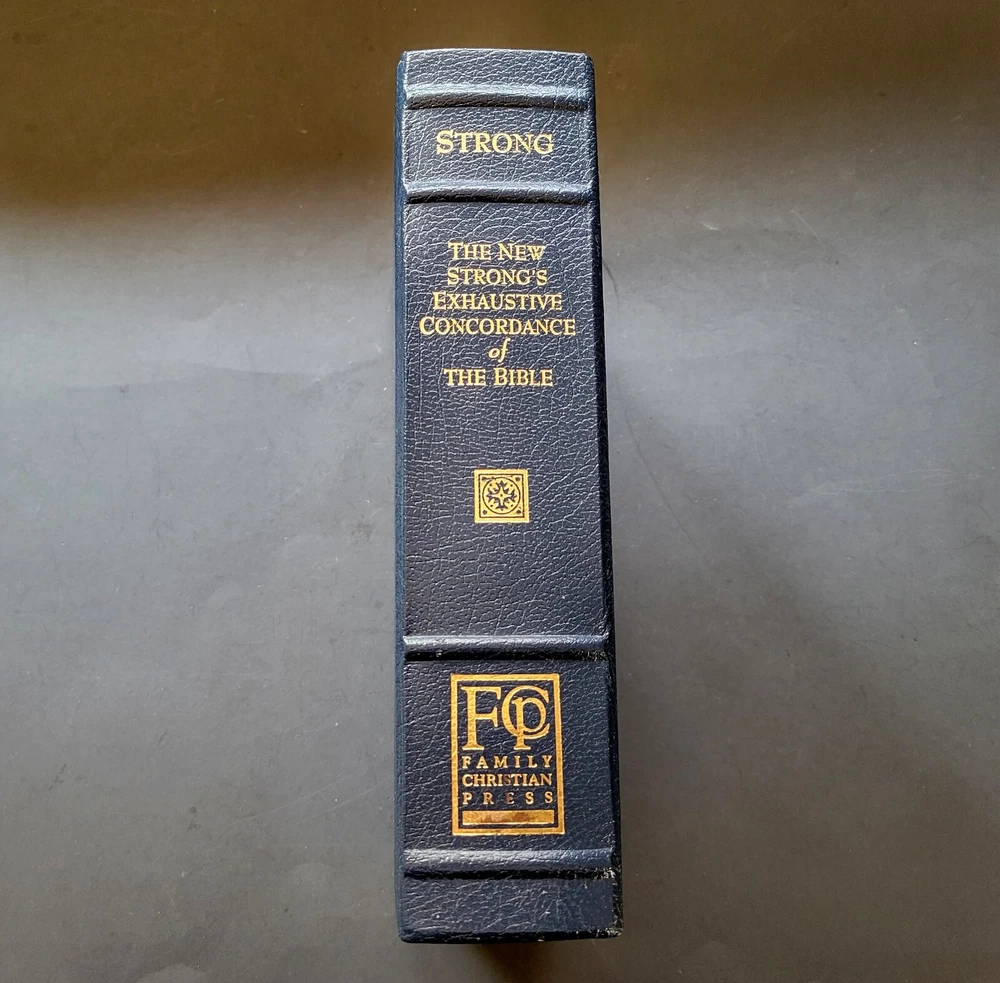 STRONG
THE NEW
STRONG'S
EXHAUSTIVE
CONCORDANCE
of
THE BIBLE
FCP
FAMILY
CHRISTIAN
PRESS